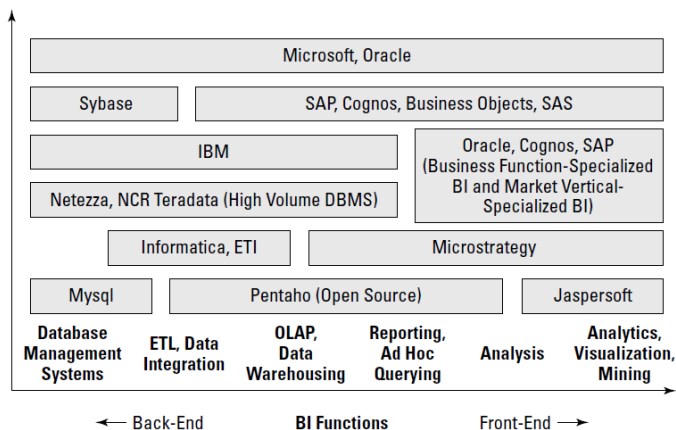 Microsoft, Oracle
Sybase
SAP, Cognos, Business Objects, SAS
IBM
Oracle, Cognos, SAP
(Business Function-Specialized
BI and Market Vertical-
Specialized BI)
Netezza, NCR Teradata (High Volume DBMS)
Informatica, ETI
Microstrategy
Mysql
Pentaho (Open Source)
Jaspersoft
Database
Management
Systems
ETL, Data
Integration
OLAP,
Data
Warehousing
Reporting,
Ad Hoc
Querying
Analysis
Analytics,
Visualization,
Mining
← Back-End
BI Functions
Front-End →